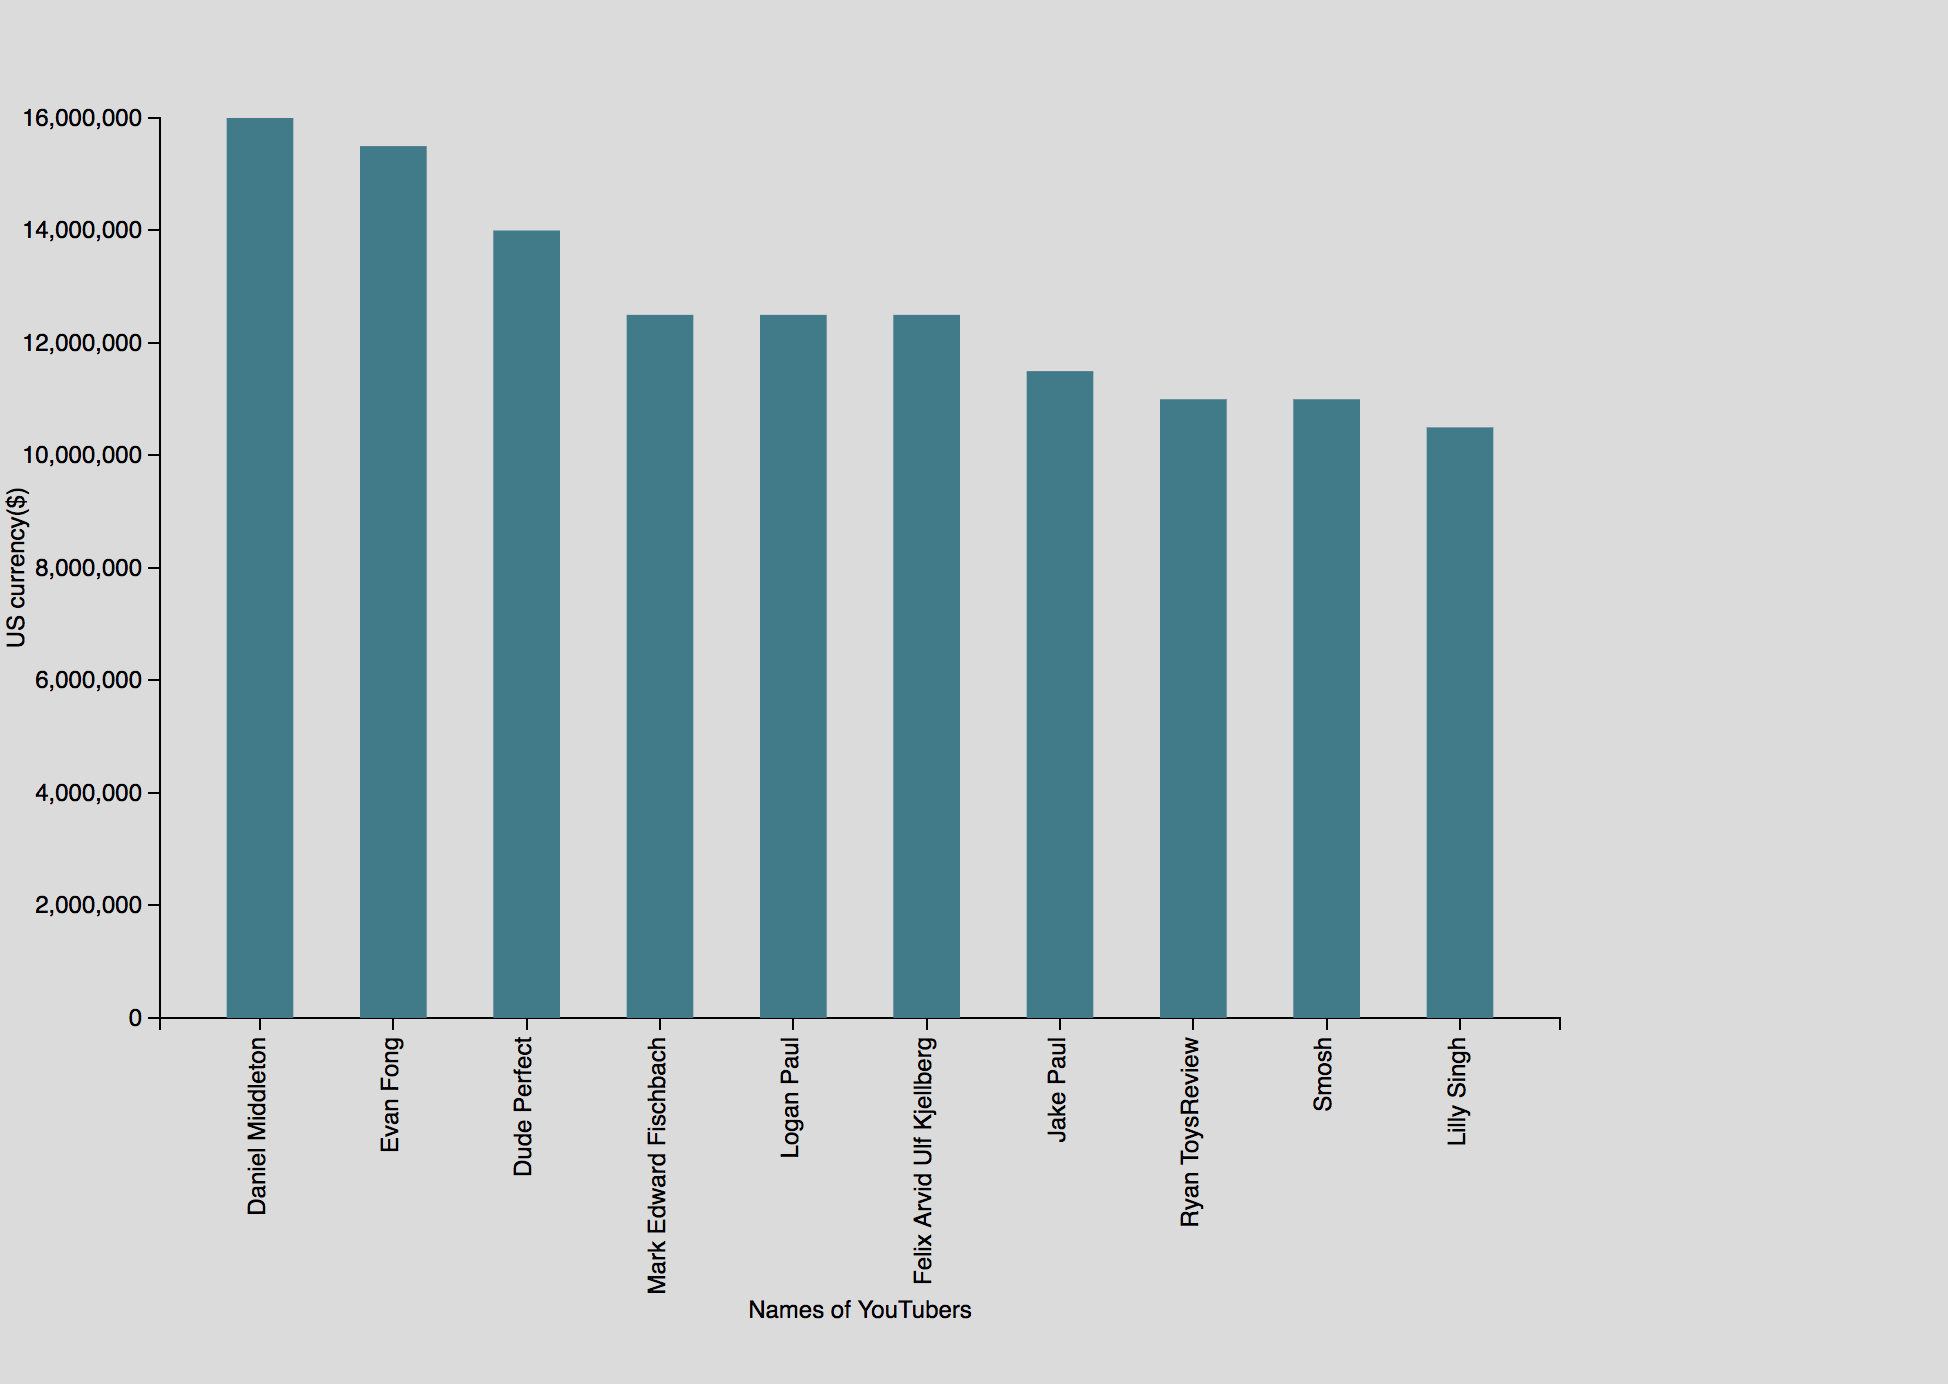 16,000,000
14,000,000
12,000,000
10,000,000
8,000,000
6,000,000
4,000,000
2,000,000
0
US currency($)
Daniel Middleton
Evan Fong
Dude Perfect
Mark Edward Fischbach
Logan Paul
Felix Arvid Ulf Kjellberg
Jake Paul
Ryan ToysReview
Smosh
Lilly Singh
Names of YouTubers